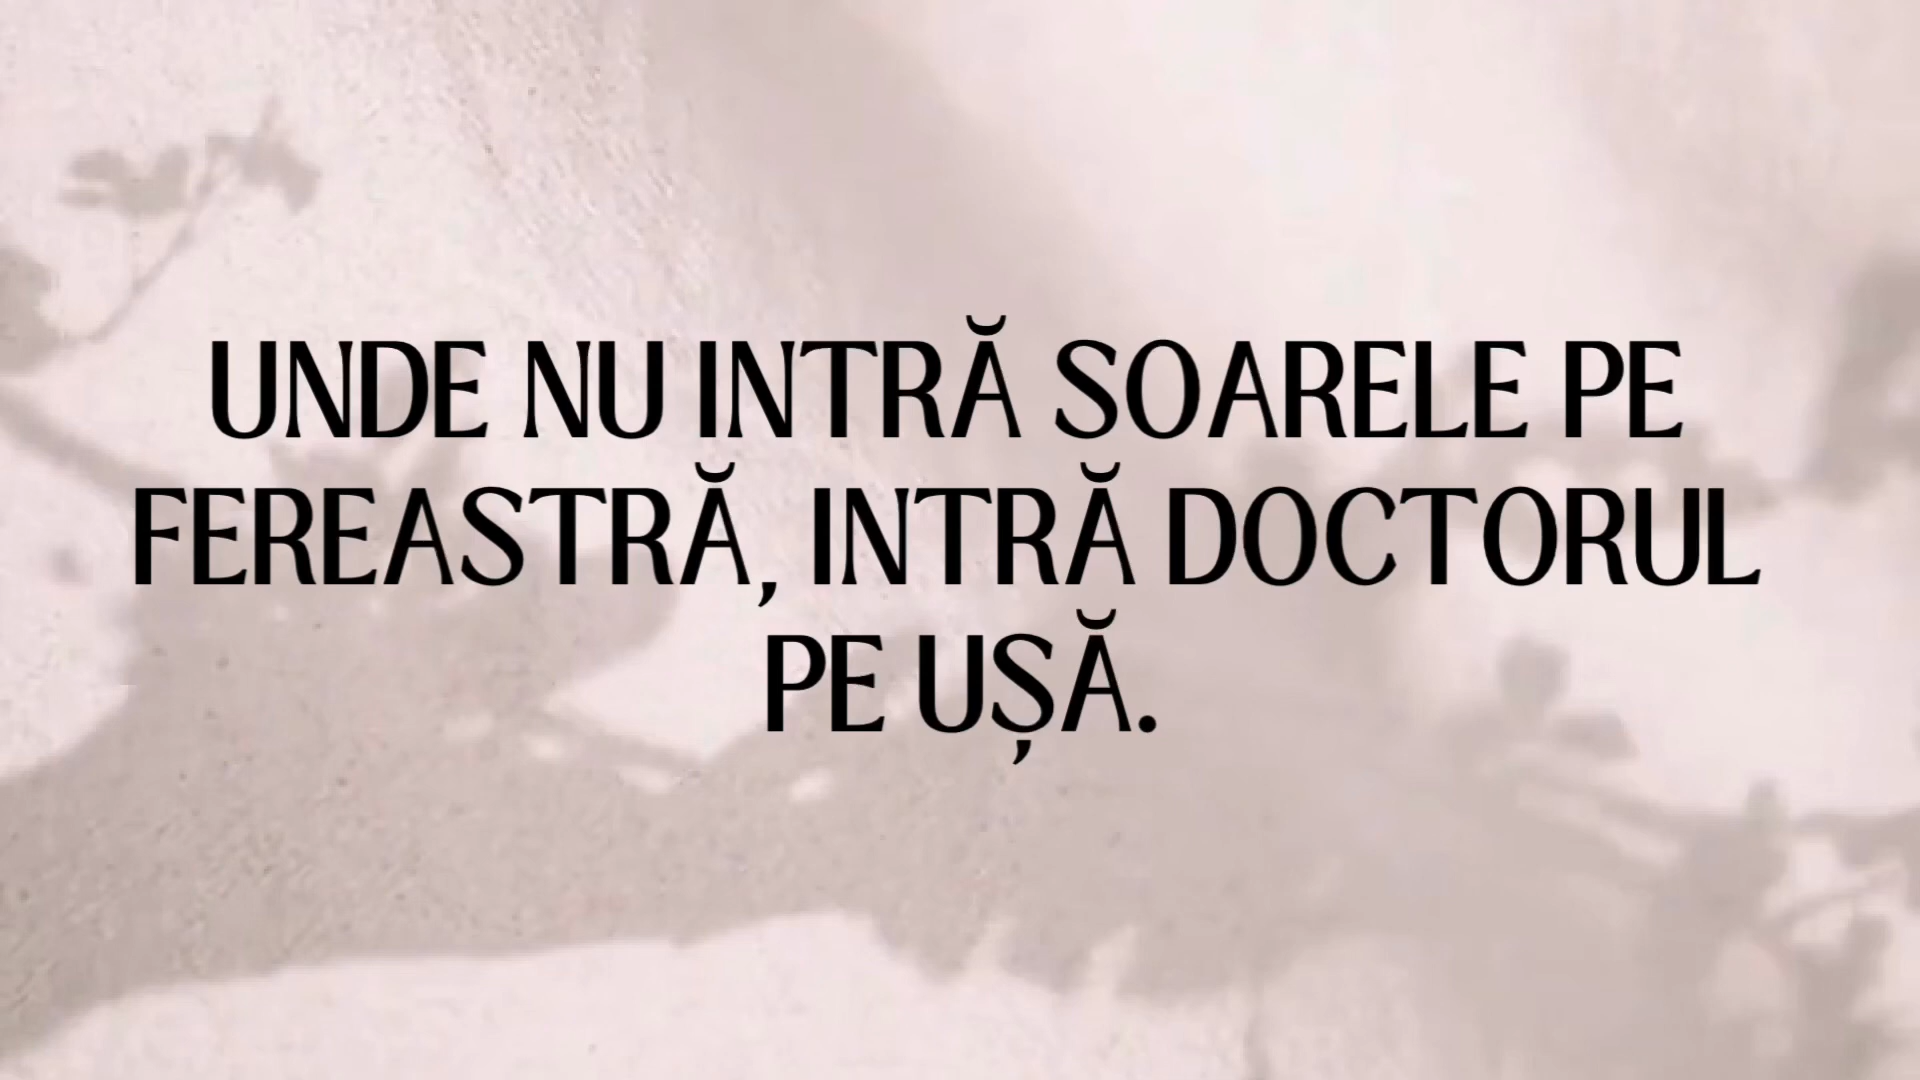 UNDE NU INTRĂ SOARELE PE
FEREASTRĂ, INTRĂ DOCTORUL
PE UȘĂ.